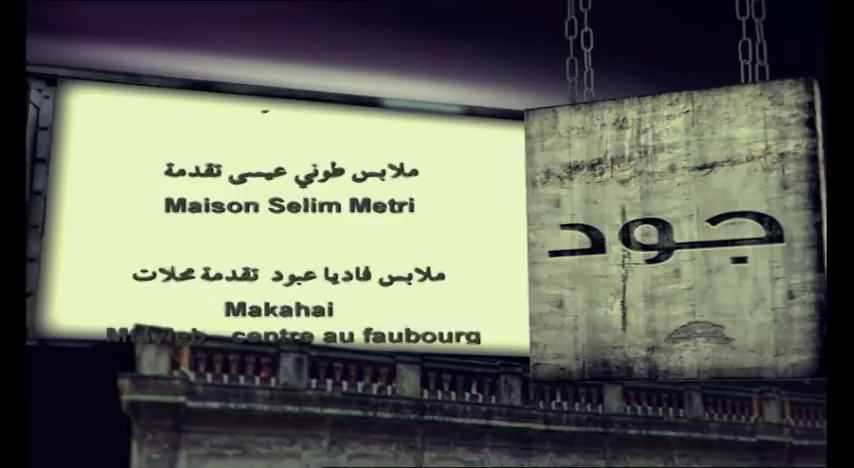 ملابس طوني عيسى تقدمة
Maison Selim Metri
ملابس فاديا عبود تقدمة محلات
Makahai
centre au faubourg
جود